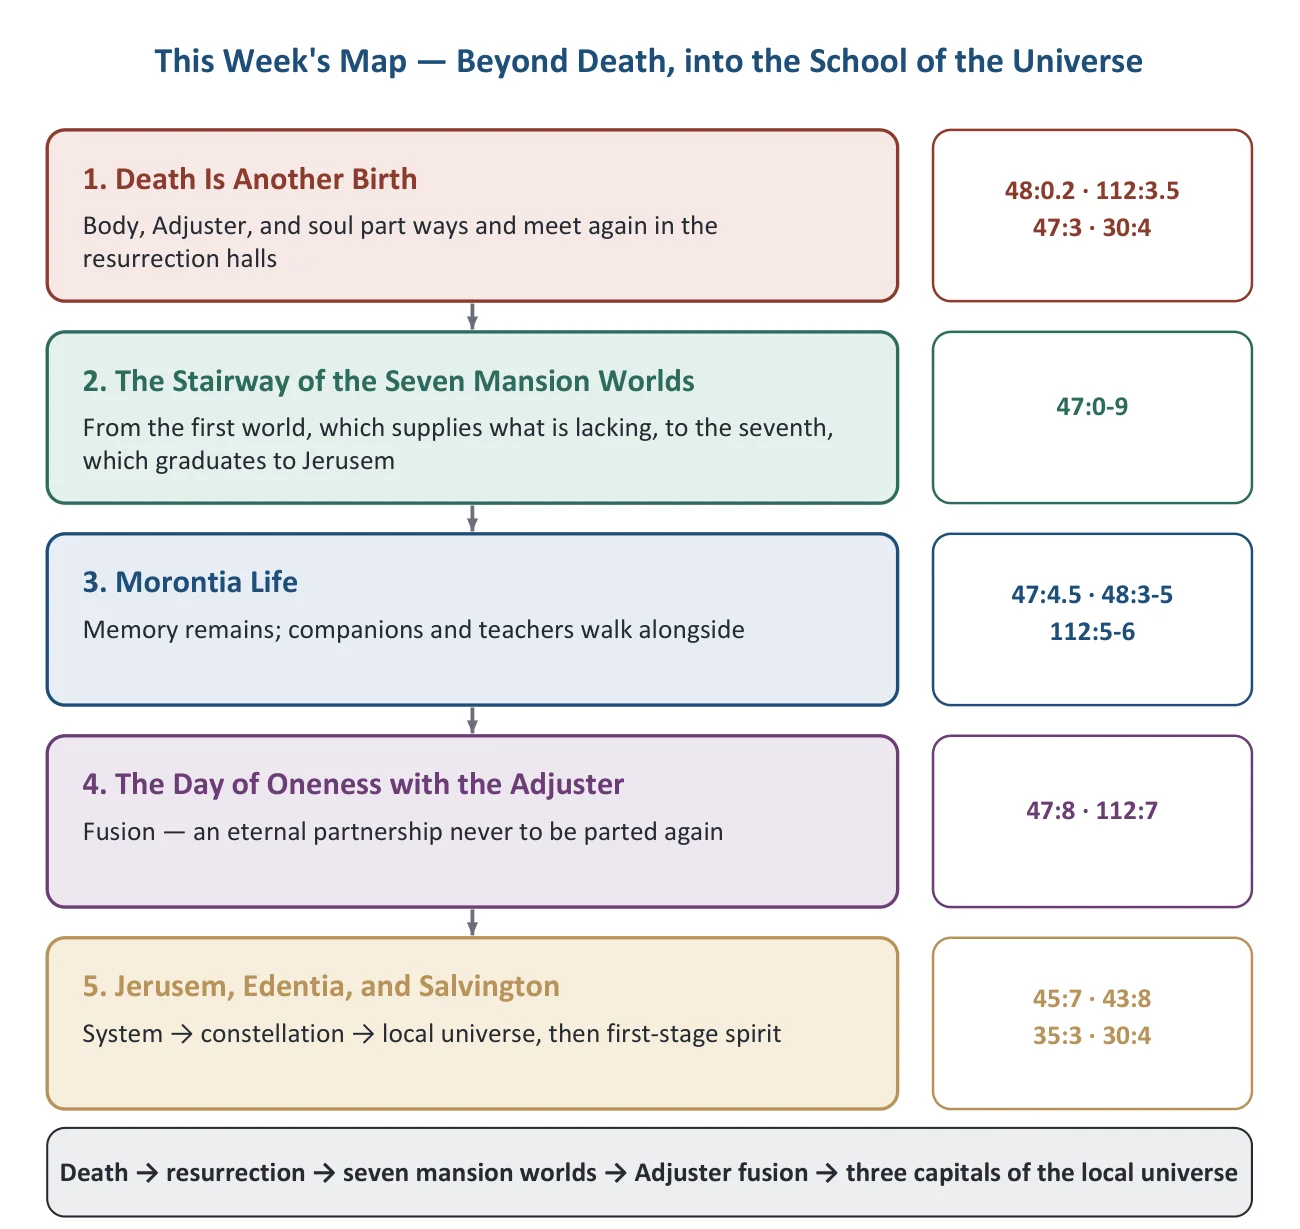 This Week's Map — Beyond Death, into the School of the Universe
1. Death Is Another Birth
Body, Adjuster, and soul part ways and meet again in the
resurrection halls
48:0.2 · 112:3.5
47:3 · 30:4
2. The Stairway of the Seven Mansion Worlds
From the first world, which supplies what is lacking, to the seventh,
which graduates to Jerusem
47:0-9
3. Morontia Life
Memory remains; companions and teachers walk alongside
47:4.5 · 48:3-5
112:5-6
4. The Day of Oneness with the Adjuster
Fusion — an eternal partnership never to be parted again
47:8 · 112:7
5. Jerusem, Edentia, and Salvington
System → constellation → local universe, then first-stage spirit
45:7 · 43:8
35:3 · 30:4
Death → resurrection → seven mansion worlds → Adjuster fusion → three capitals of the local universe